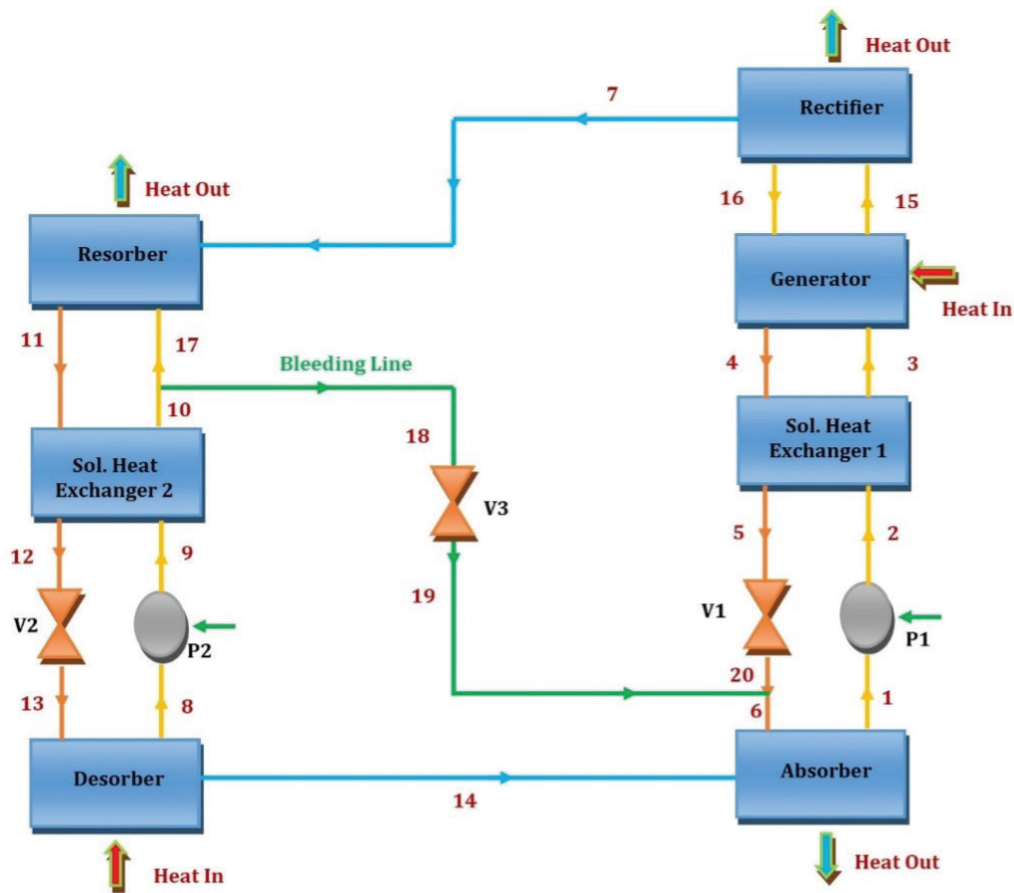 Heat Out
Rectifier
7
16
15
Heat Out
Resorber
Generator
Heat In
11
17
4
3
Bleeding Line
10
18
Sol. Heat
Exchanger 2
Sol. Heat
Exchanger 1
V3
12
9
5
2
19
V2
P2
V1
P1
20
13
8
6
1
Desorber
14
Absorber
Heat In
Heat Out